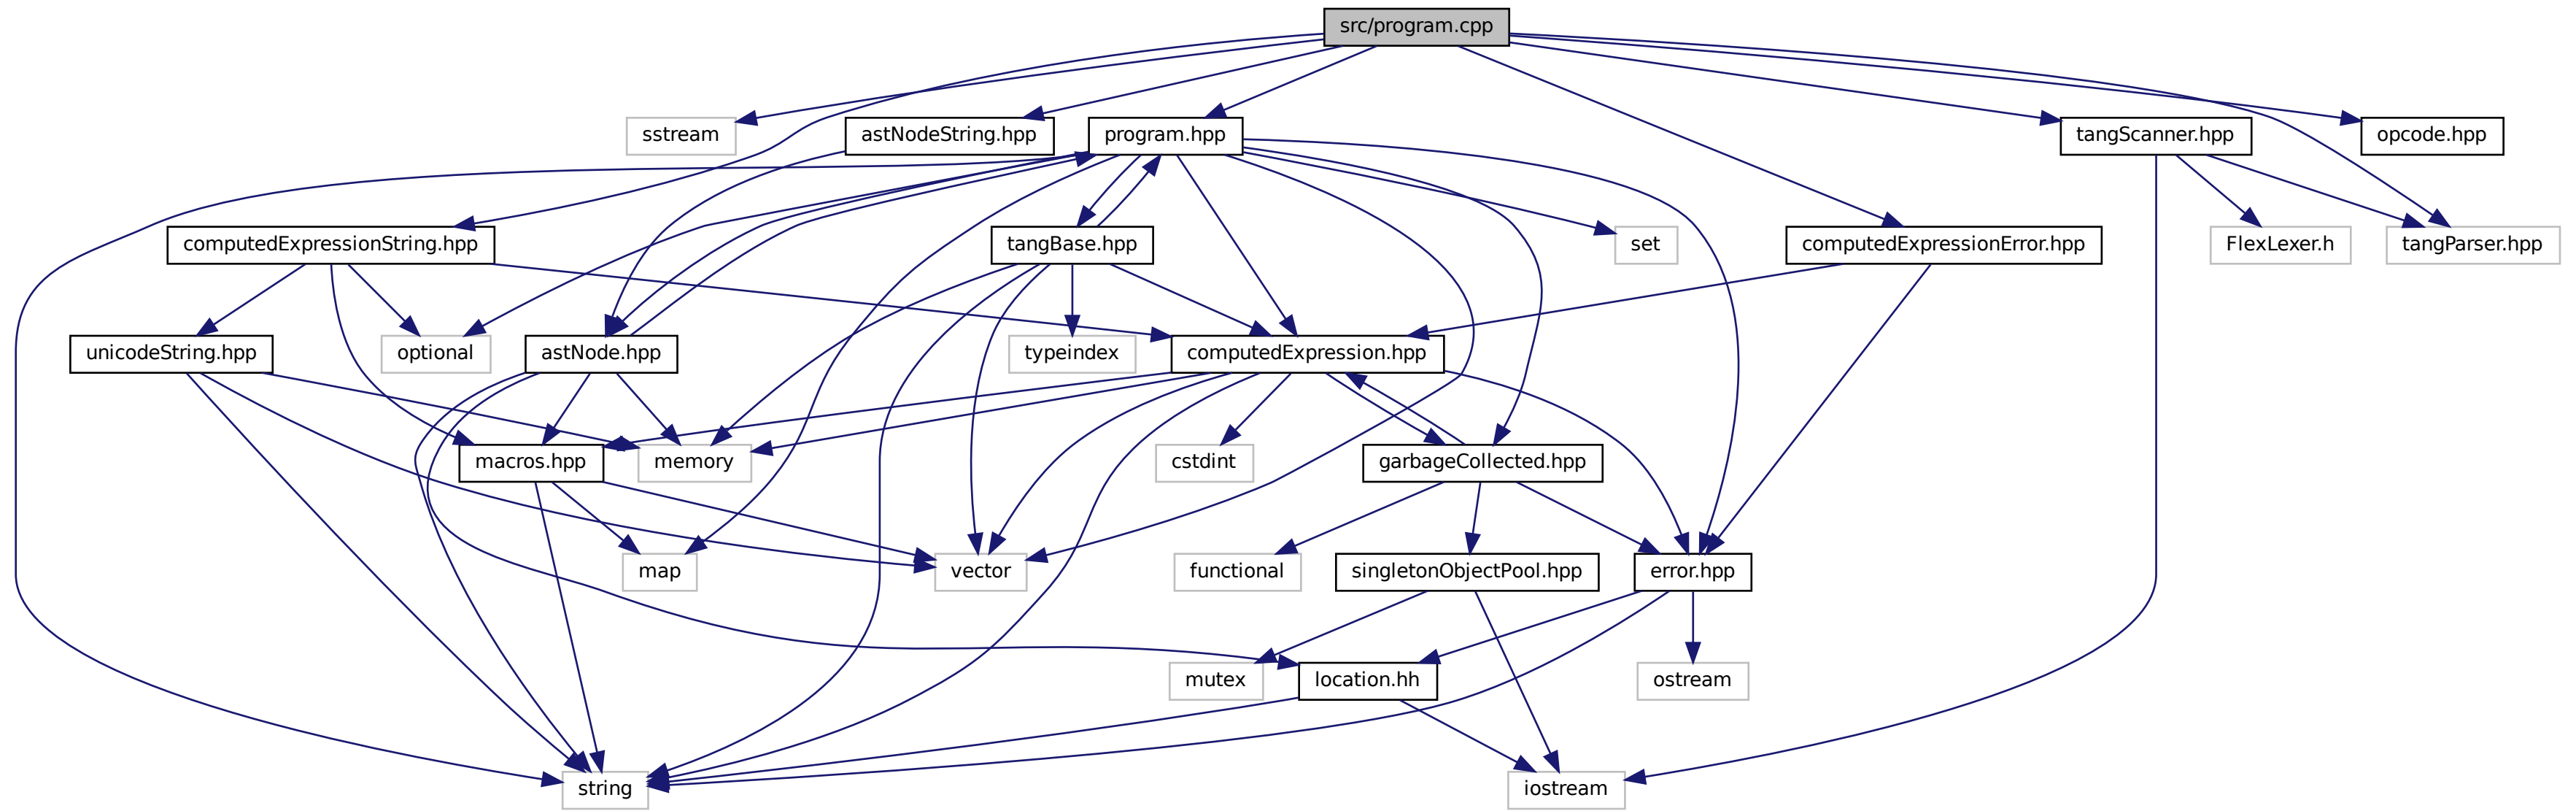 src/program.cpp
sstream
astNodeString.hpp
program.hpp
tangScanner.hpp
opcode.hpp
computedExpressionString.hpp
tangBase.hpp
set
computedExpressionError.hpp
FlexLexer.h
tangParser.hpp
unicodeString.hpp
optional
astNode.hpp
typeindex
computedExpression.hpp
macros.hpp
memory
cstdint
garbageCollected.hpp
map
vector
functional
singletonObjectPool.hpp
error.hpp
mutex
location.hh
ostream
string
iostream